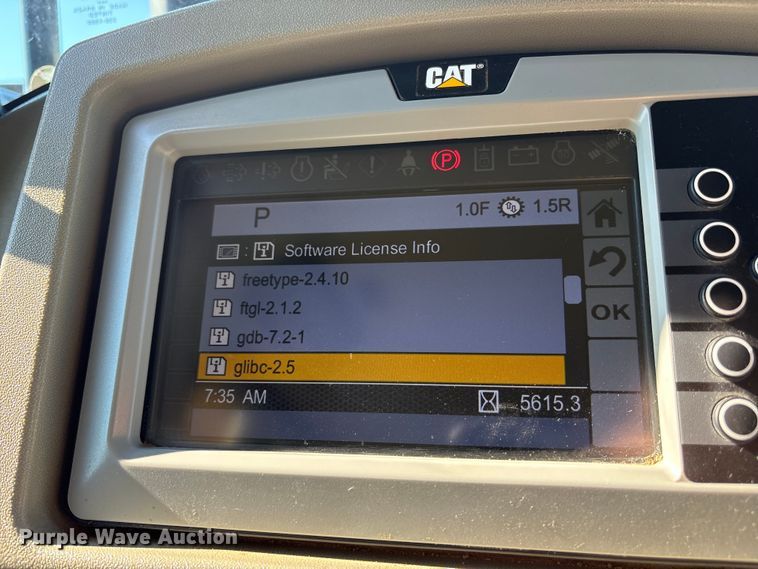 CAT®
P
P 1.0F 1.5R
: Software License Info
freetype-2.4.10
ftgl-2.1.2
gdb-7.2-1
OK
glibc-2.5
7:35 AM 5615.3
Purple Wave Auction